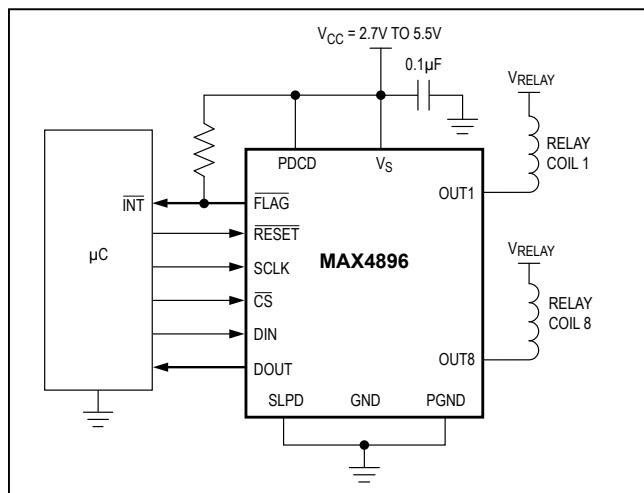 V_CC = 2.7V TO 5.5V
0.1µF
V_RELAY
RELAY
COIL 1
PDCD
V_S
OUT1
INT
FLAG
µC
RESET
MAX4896
SCLK
CS
DIN
DOUT
V_RELAY
RELAY
COIL 8
OUT8
SLPD
GND
PGND